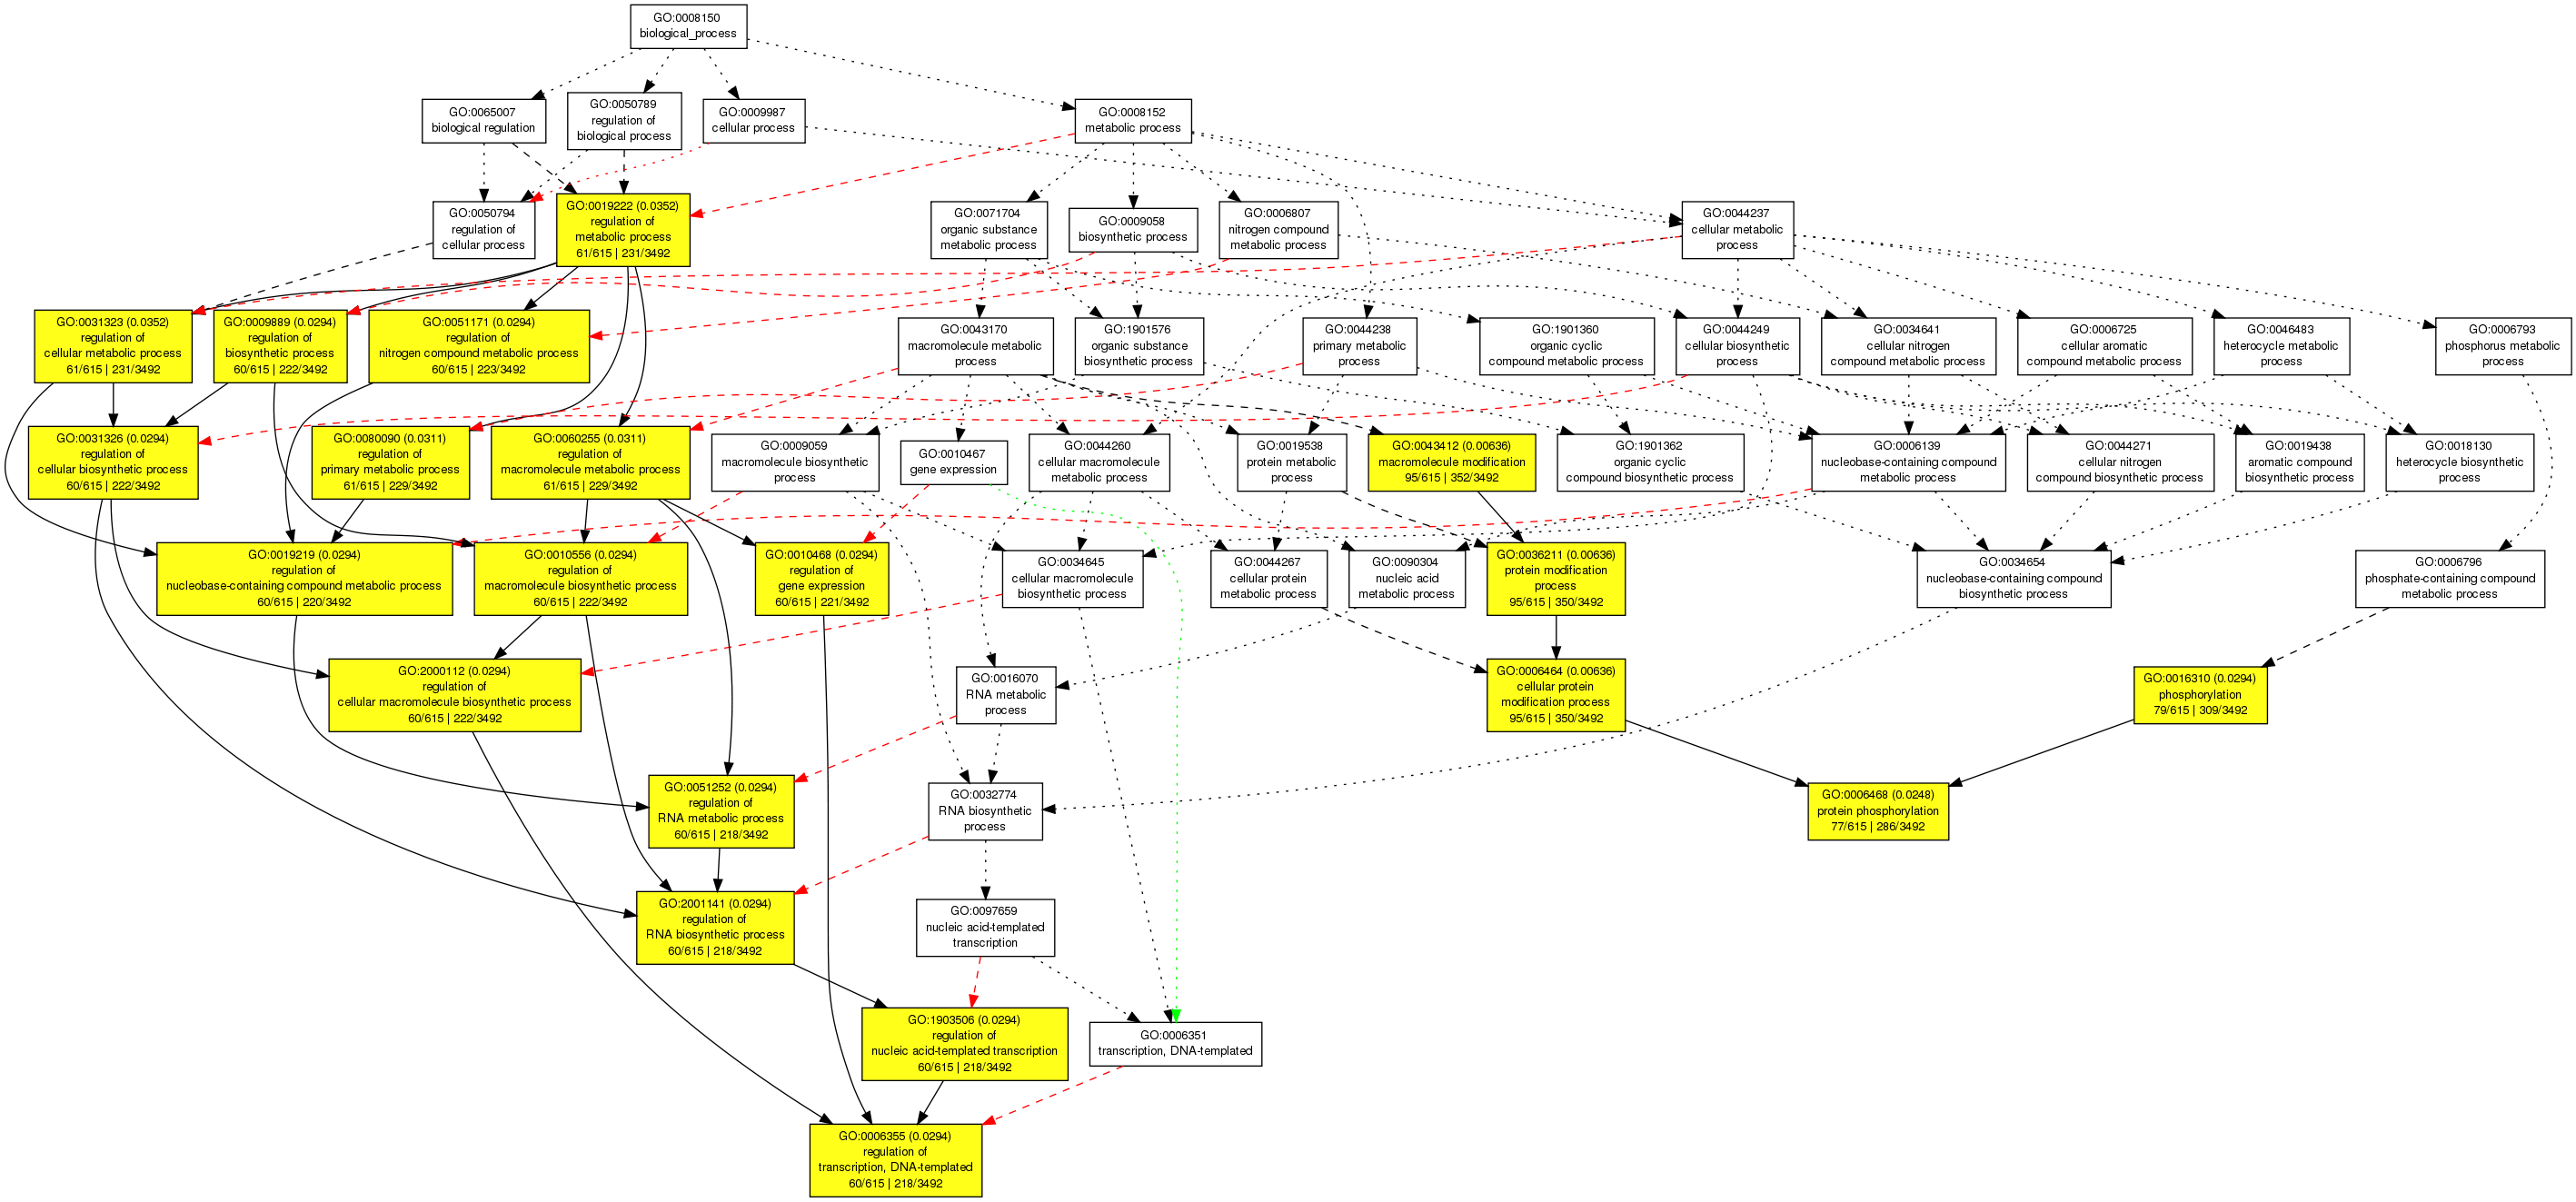 GO:0008150
biological_process
GO:0065007
biological regulation
GO:0050789
regulation of
biological process
GO:0009987
cellular process
GO:0008152
metabolic process
GO:0050794
regulation of
cellular process
GO:0019222 (0.0352)
regulation of
metabolic process
61/615 | 231/3492
GO:0071704
organic substance
metabolic process
GO:0009058
biosynthetic process
GO:0006807
nitrogen compound
metabolic process
GO:0044237
cellular metabolic
process
GO:0031323 (0.0352)
regulation of
cellular metabolic process
61/615 | 231/3492
GO:0009889 (0.0294)
regulation of
biosynthetic process
60/615 | 222/3492
GO:0051171 (0.0294)
regulation of
nitrogen compound metabolic process
60/615 | 223/3492
GO:0043170
macromolecule metabolic
process
GO:1901576
organic substance
biosynthetic process
GO:0044238
primary metabolic
process
GO:1901360
organic cyclic
compound metabolic process
GO:0044249
cellular biosynthetic
process
GO:0034641
cellular nitrogen
compound metabolic process
GO:0006725
cellular aromatic
compound metabolic process
GO:0046483
heterocycle metabolic
process
GO:0006793
phosphorus metabolic
process
GO:0031326 (0.0294)
regulation of
cellular biosynthetic process
60/615 | 222/3492
GO:0080090 (0.0311)
regulation of
primary metabolic process
61/615 | 229/3492
GO:0060255 (0.0311)
regulation of
macromolecule metabolic process
61/615 | 229/3492
GO:0009059
macromolecule biosynthetic
process
GO:0010467
gene expression
GO:0044260
cellular macromolecule
metabolic process
GO:0019538
protein metabolic
process
GO:0043412 (0.00636)
macromolecule modification
95/615 | 352/3492
GO:1901362
organic cyclic
compound biosynthetic process
GO:0006139
nucleobase-containing compound
metabolic process
GO:0044271
cellular nitrogen
compound biosynthetic process
GO:0019438
aromatic compound
biosynthetic process
GO:0018130
heterocycle biosynthetic
process
GO:0019219 (0.0294)
regulation of
nucleobase-containing compound metabolic process
60/615 | 220/3492
GO:0010556 (0.0294)
regulation of
macromolecule biosynthetic process
60/615 | 222/3492
GO:0010468 (0.0294)
regulation of
gene expression
60/615 | 221/3492
GO:0034645
cellular macromolecule
biosynthetic process
GO:0044267
cellular protein
metabolic process
GO:0090304
nucleic acid
metabolic process
GO:0036211 (0.00636)
protein modification
process
95/615 | 350/3492
GO:0034654
nucleobase-containing compound
biosynthetic process
GO:0006796
phosphate-containing compound
metabolic process
GO:2000112 (0.0294)
regulation of
cellular macromolecule biosynthetic process
60/615 | 222/3492
GO:0016070
RNA metabolic
process
GO:0006464 (0.00636)
cellular protein
modification process
95/615 | 350/3492
GO:0016310 (0.0294)
phosphorylation
79/615 | 309/3492
GO:0051252 (0.0294)
regulation of
RNA metabolic process
60/615 | 218/3492
GO:0032774
RNA biosynthetic
process
GO:0006468 (0.0248)
protein phosphorylation
77/615 | 286/3492
GO:2001141 (0.0294)
regulation of
RNA biosynthetic process
60/615 | 218/3492
GO:0097659
nucleic acid-templated
transcription
GO:1903506 (0.0294)
regulation of
nucleic acid-templated transcription
60/615 | 218/3492
GO:0006351
transcription, DNA-templated
GO:0006355 (0.0294)
regulation of
transcription, DNA-templated
60/615 | 218/3492